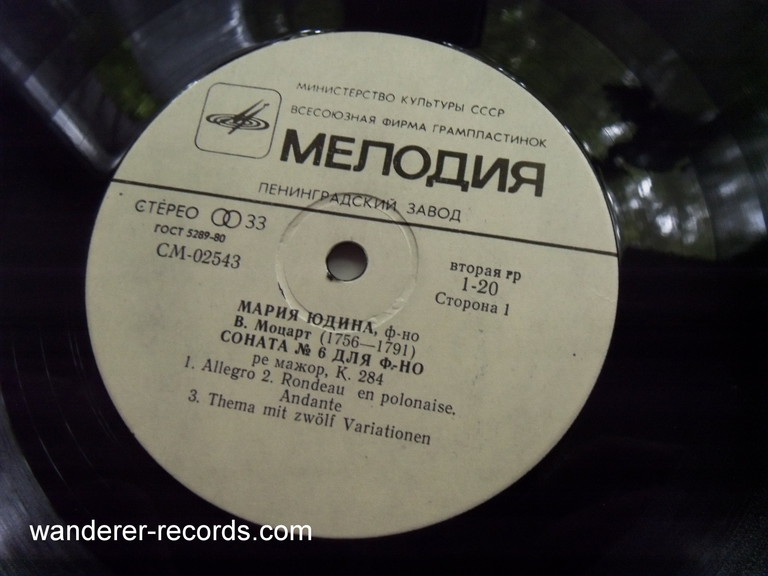 МИНИСТЕРСТВО КУЛЬТУРЫ СССР
ВСЕСОЮЗНАЯ ФИРМА ГРАМПЛАСТИНОК
МЕЛОДИЯ
ЛЕНИНГРАДСКИЙ ЗАВОД
СТЕРЕО 33
ГОСТ 5289-80
СМ-02543
вторая гр
1-20
Сторона 1
МАРИЯ ЮДИНА, ф-но
В. Моцарт (1756—1791)
СОНАТА № 6 ДЛЯ Ф-НО
ре мажор, К. 284
1. Allegro 2. Rondeau en polonaise.
Andante
3. Thema mit zwölf Variationen
wanderer-records.com